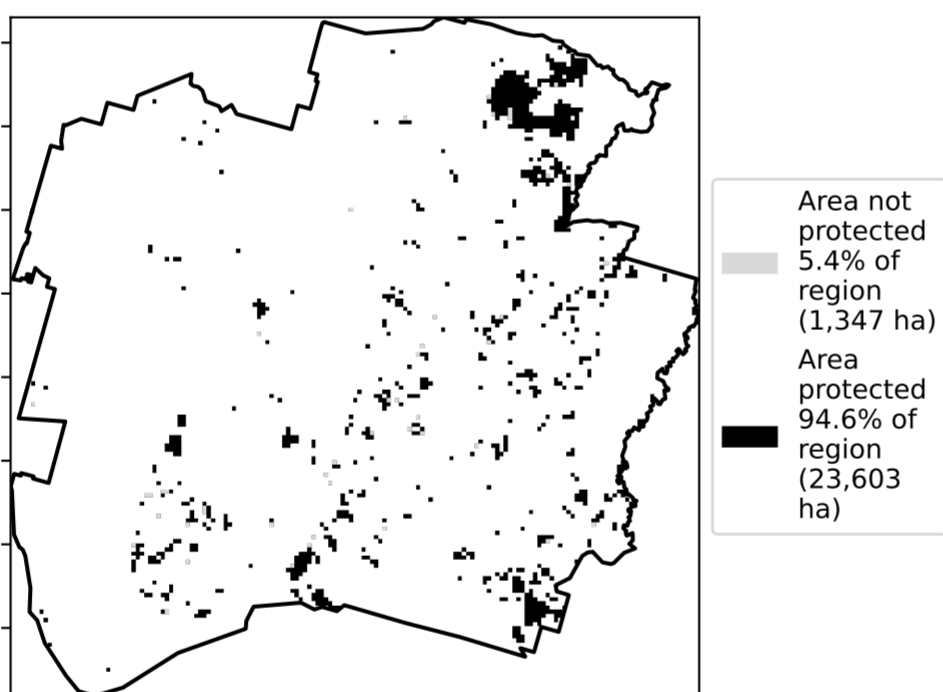 Area not
protected
5.4% of
region
(1,347 ha)
Area
protected
94.6% of
region
(23,603
ha)